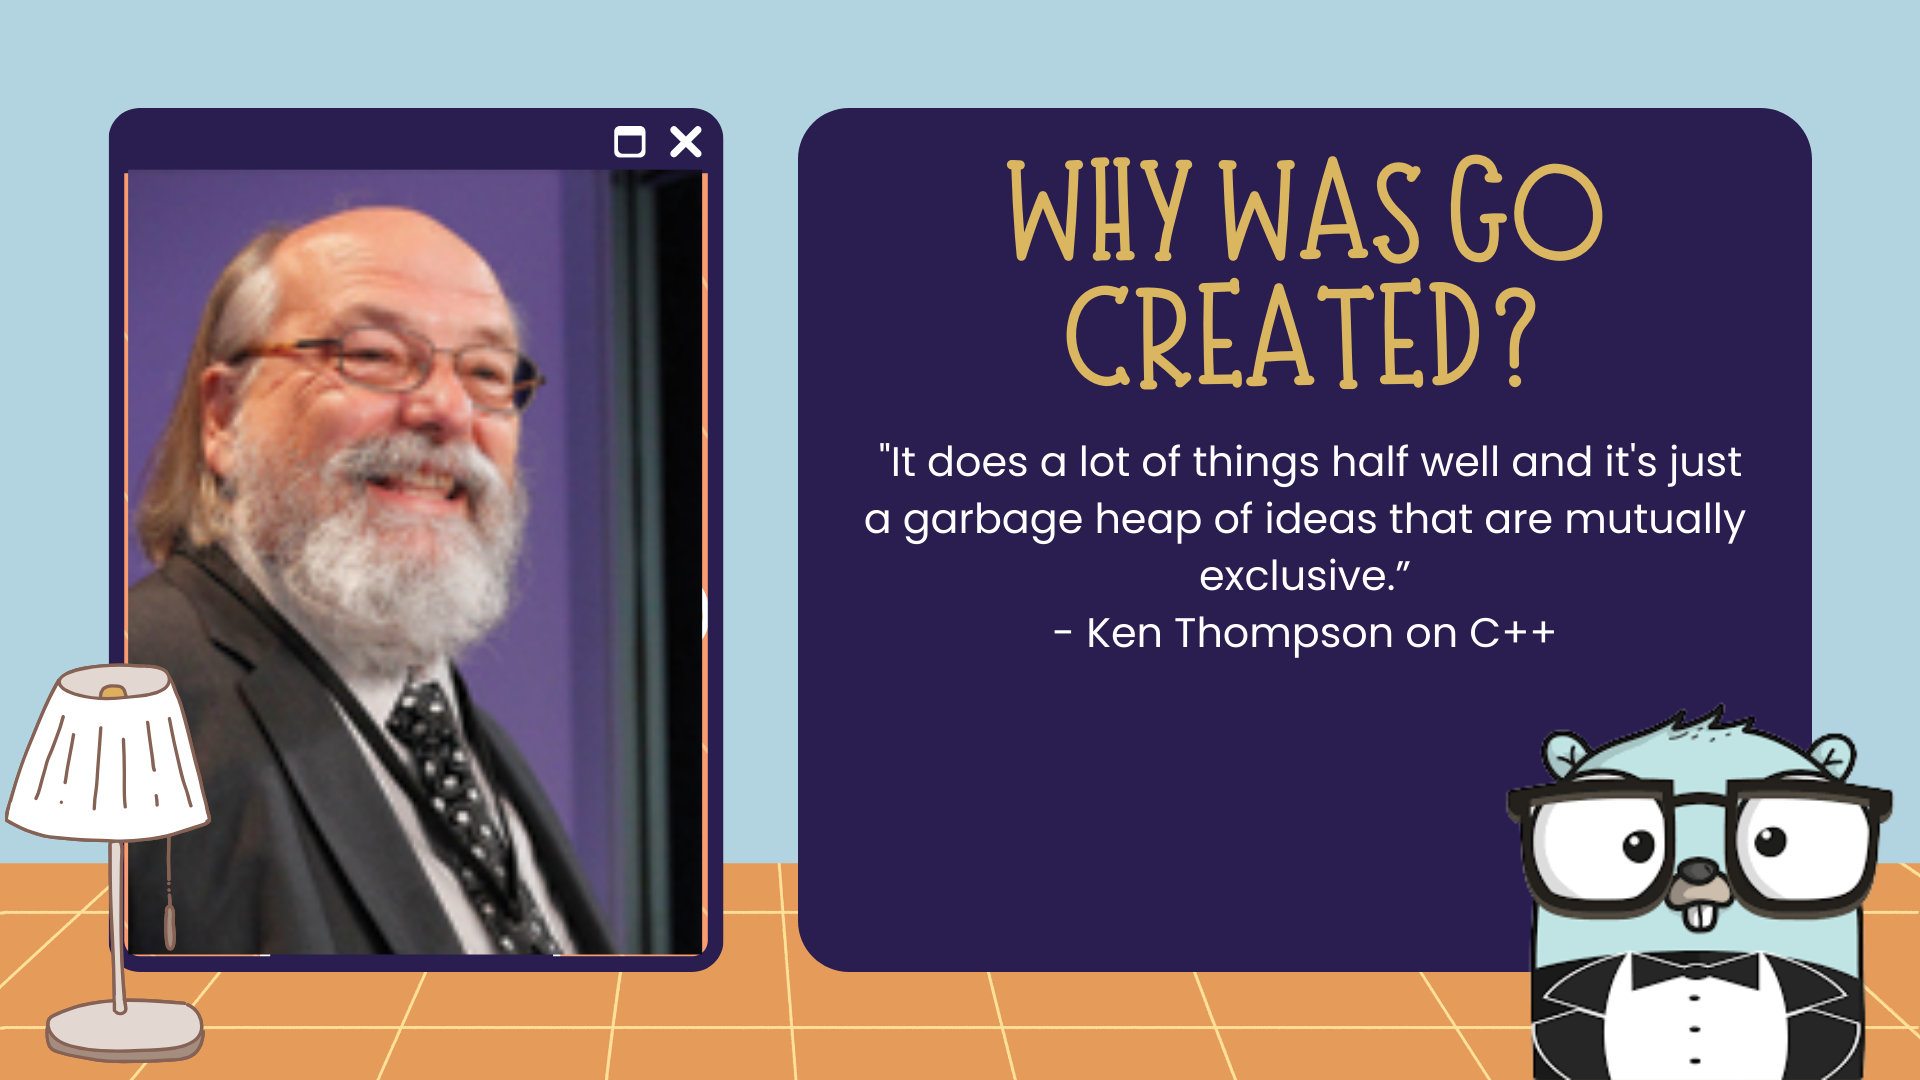 WHY WAS GO
CREATED?
"It does a lot of things half well and it's just
a garbage heap of ideas that are mutually
exclusive.”
- Ken Thompson on C++